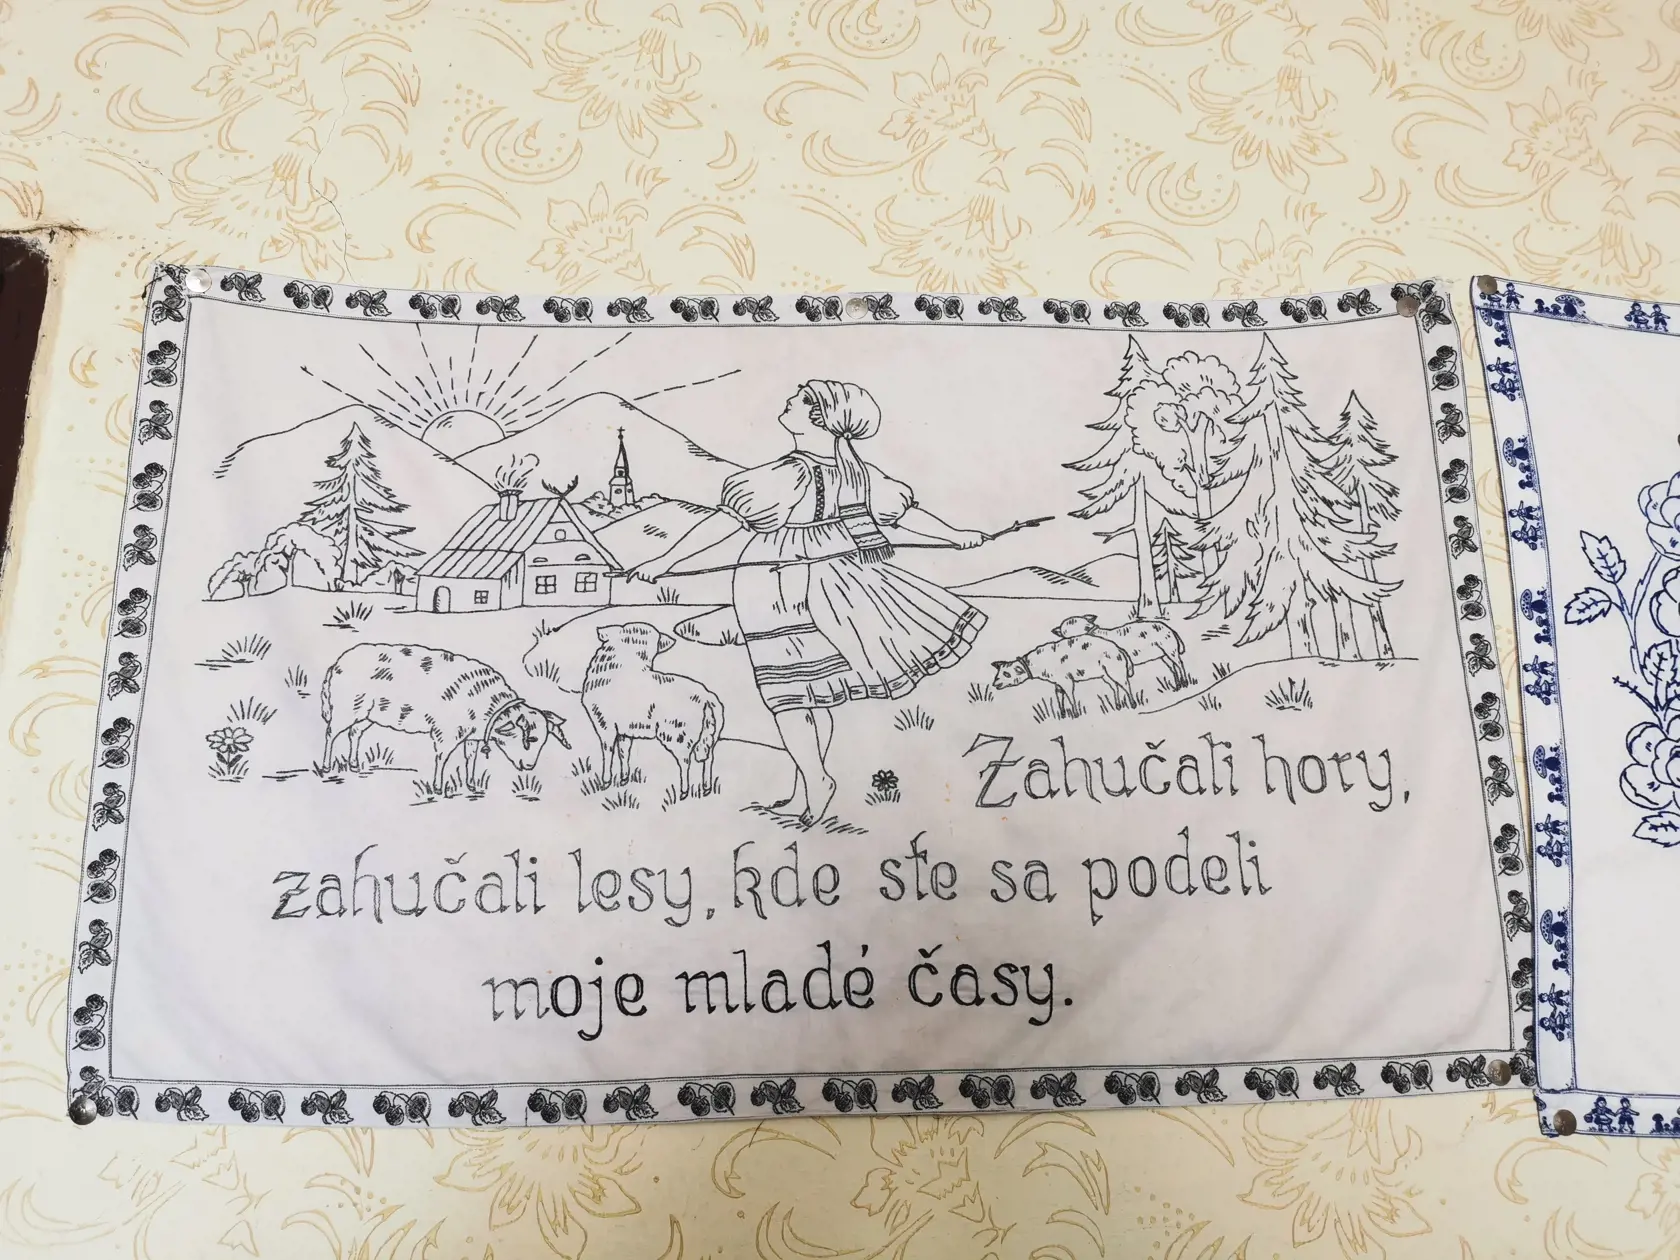 Zahučali hory,
zahučali lesy, kde ste sa podeli
moje mladé časy.